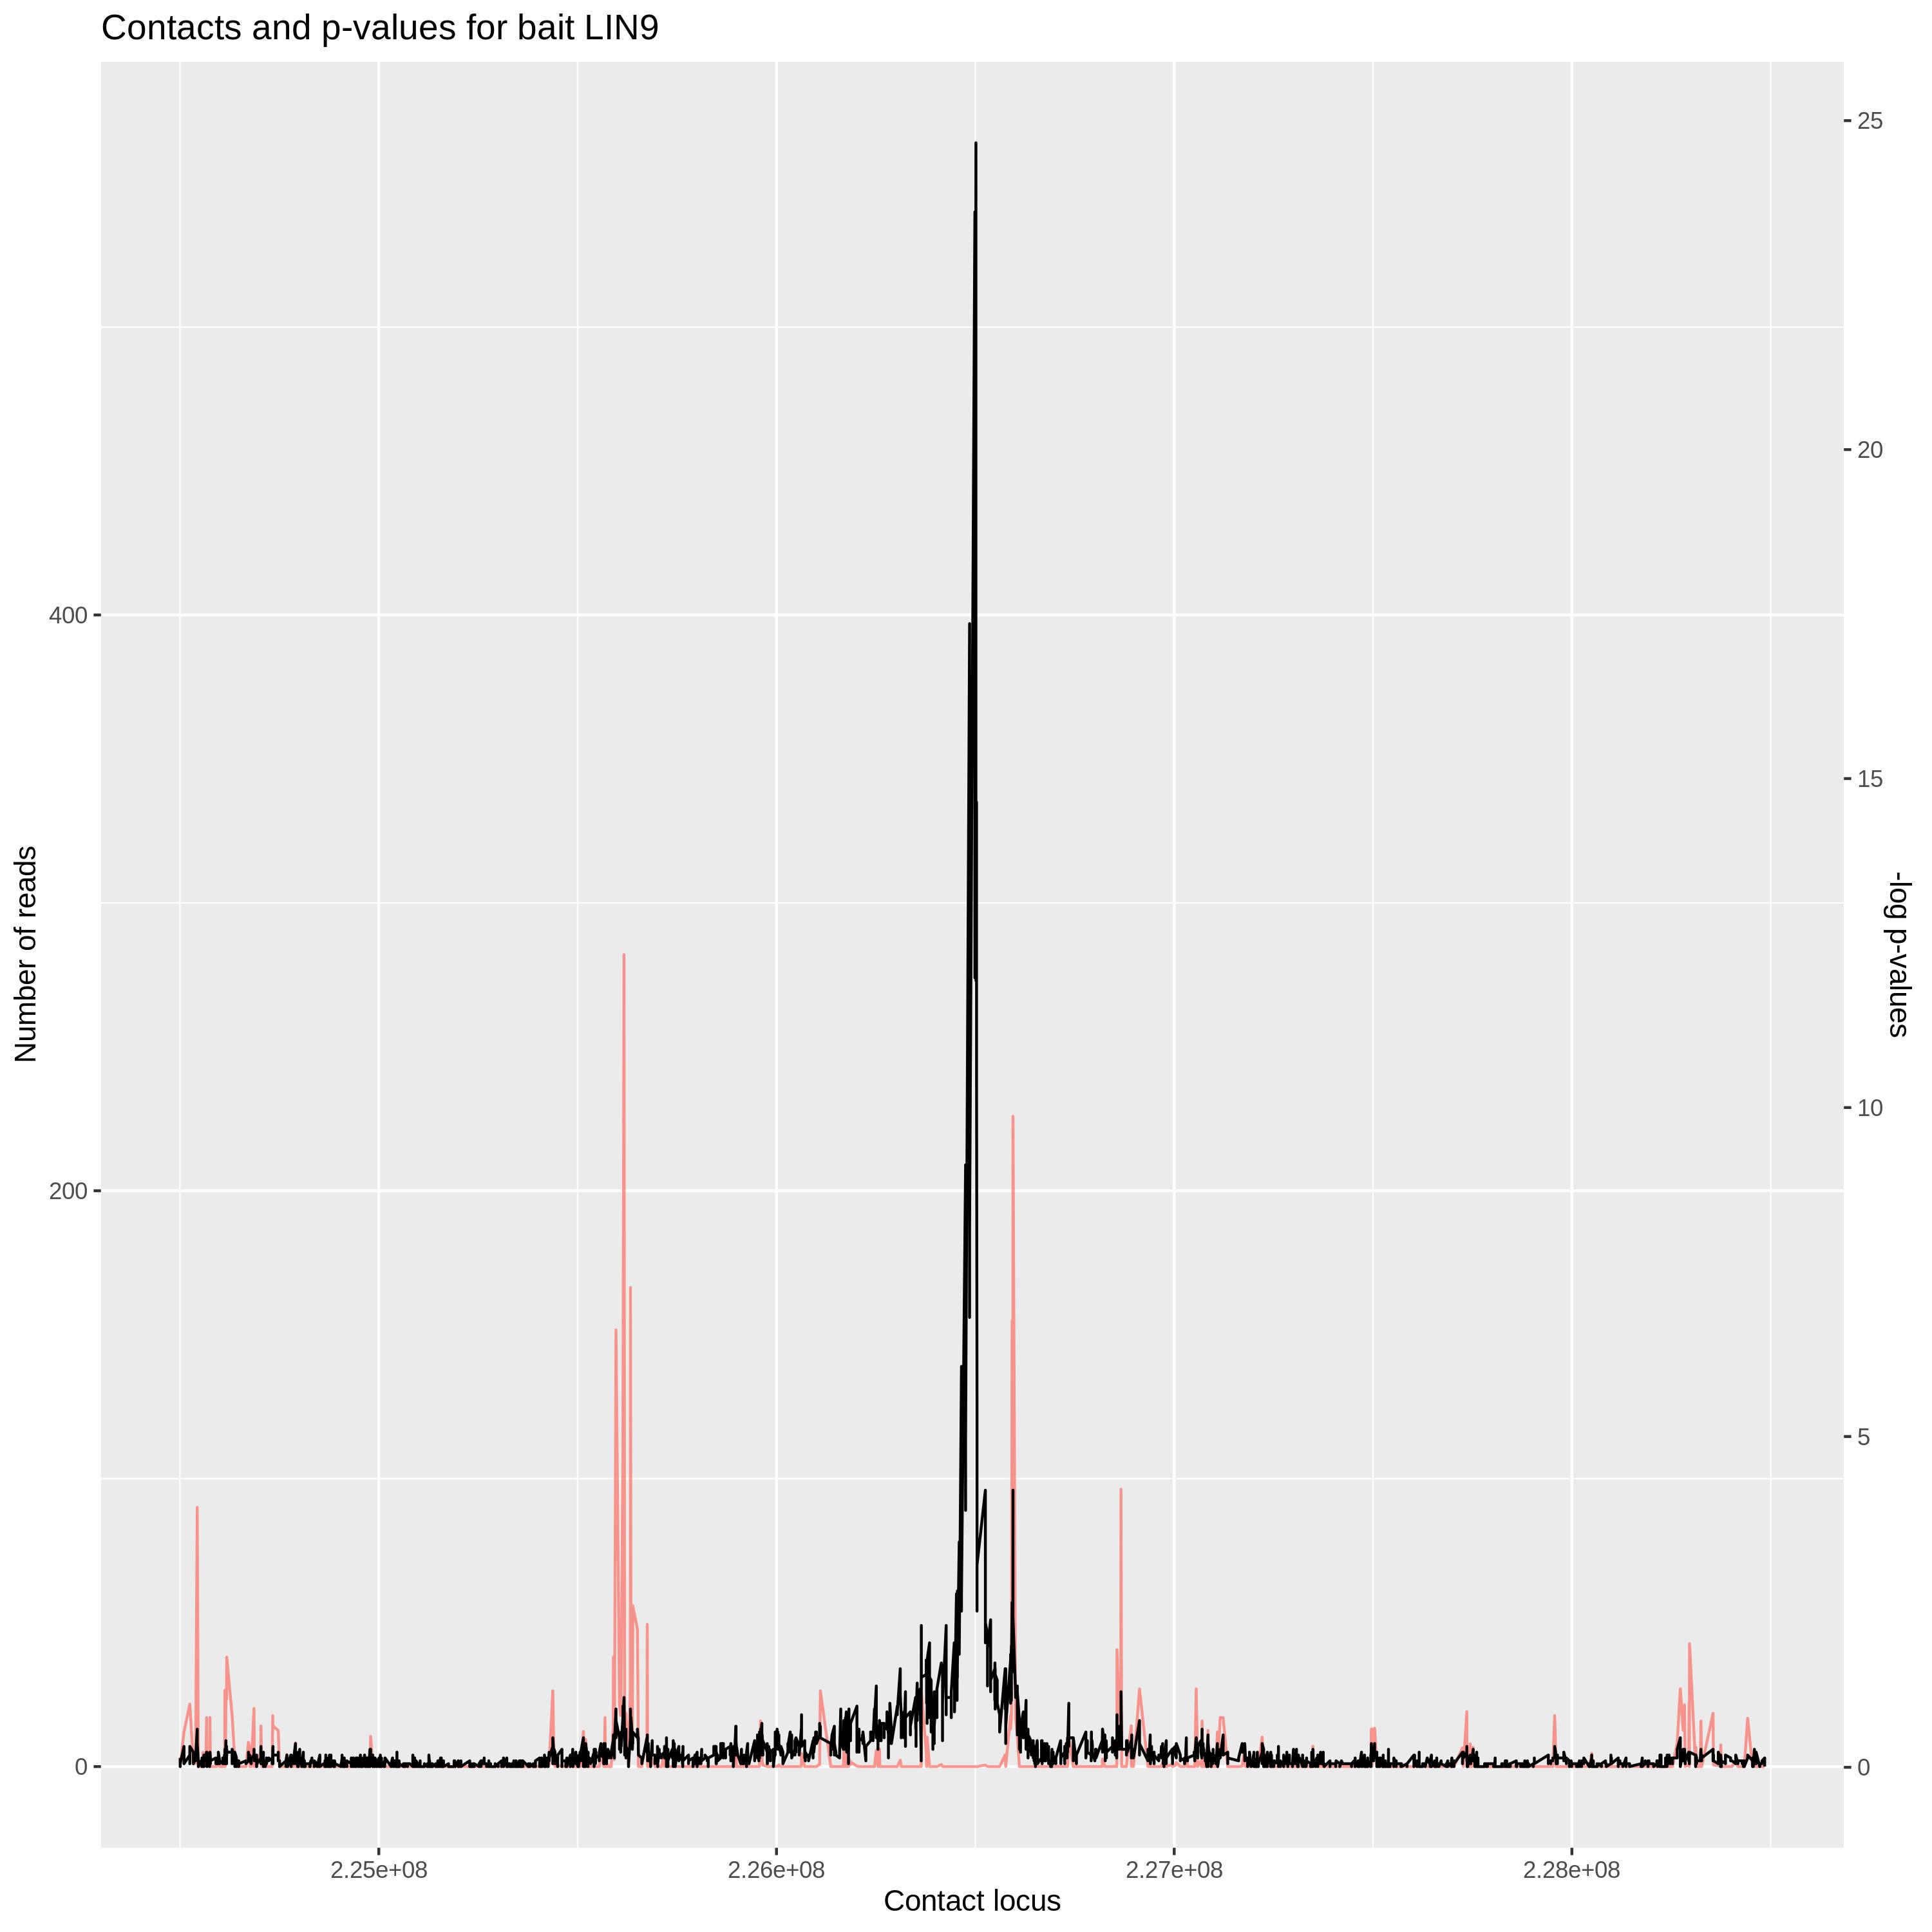 Contacts and p-values for bait LIN9
Number of reads
400
200
0
25
20
15
10
5
0
-log p-values
2.25e+08
2.26e+08
2.27e+08
2.28e+08
Contact locus